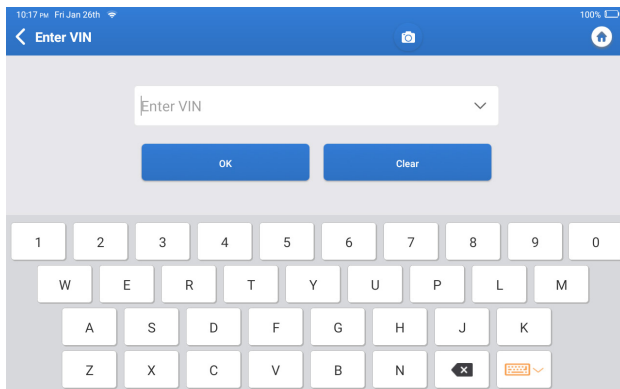 10:17 PM Fri Jan 26th 100%
Enter VIN
Enter VIN
OK Clear
1 2 3 4 5 6 7 8 9 0
W E R T Y U P L M
A S D F G H J K
Z X C V B N